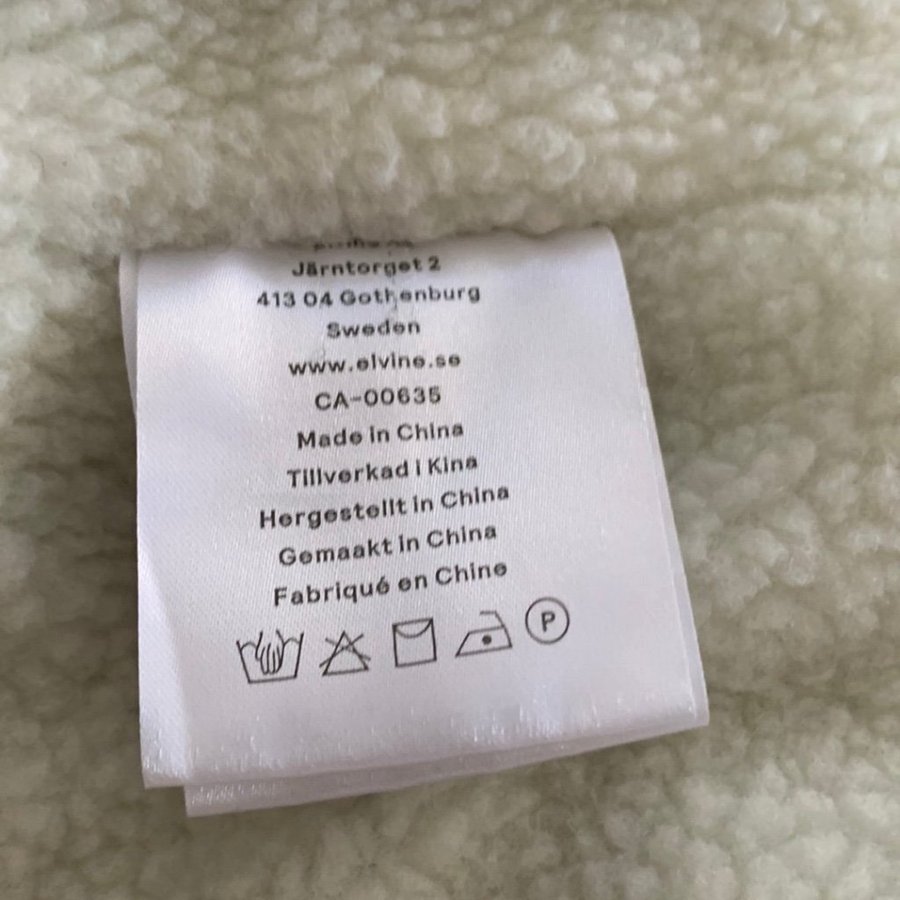 Järntorget 2
413 04 Gothenburg
Sweden
www.elvine.se
CA-00635
Made in China
Tillverkad i Kina
Hergestellt in China
Gemaakt in China
Fabriqué en Chine
P